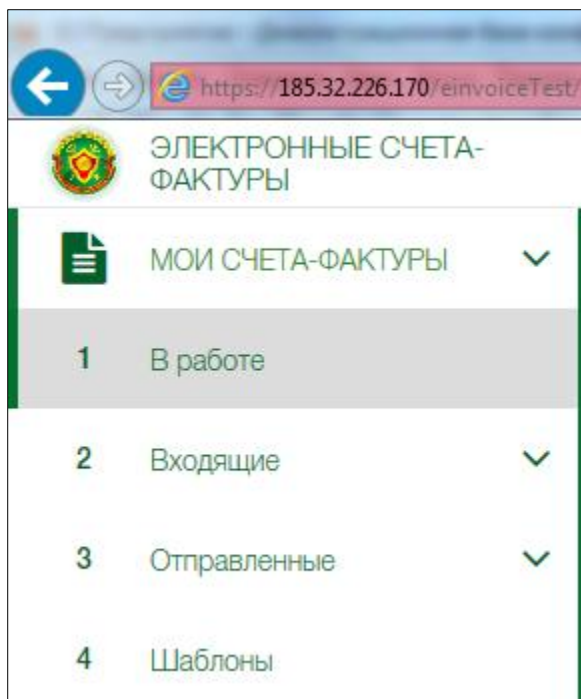 https://185.32.226.170/einvoiceTest/
ЭЛЕКТРОННЫЕ СЧЕТА-
ФАКТУРЫ
МОИ СЧЕТА-ФАКТУРЫ
1 В работе
2 Входящие
3 Отправленные
4 Шаблоны